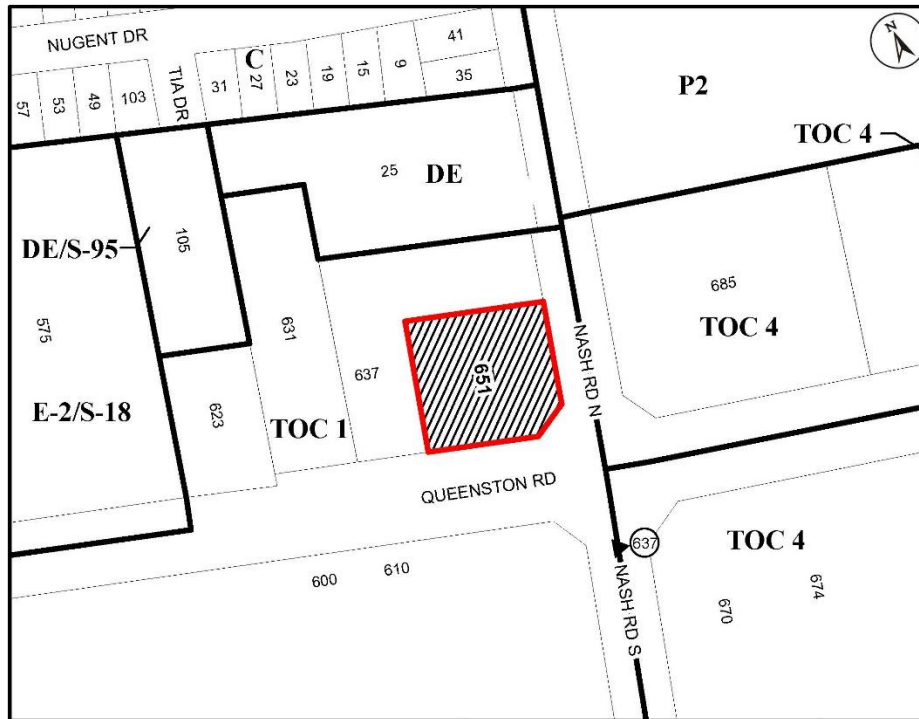 NUGENT DR
C
41
N
57
53
49
103
TIA DR
31
27
23
19
15
9
35
P2
TOC 4
25
DE
DE/S-95
105
575
631
685
TOC 4
NASH RD N
637
651
E-2/S-18
623
TOC 1
QUEENSTON RD
637
TOC 4
600
610
NASH RD S
670
674